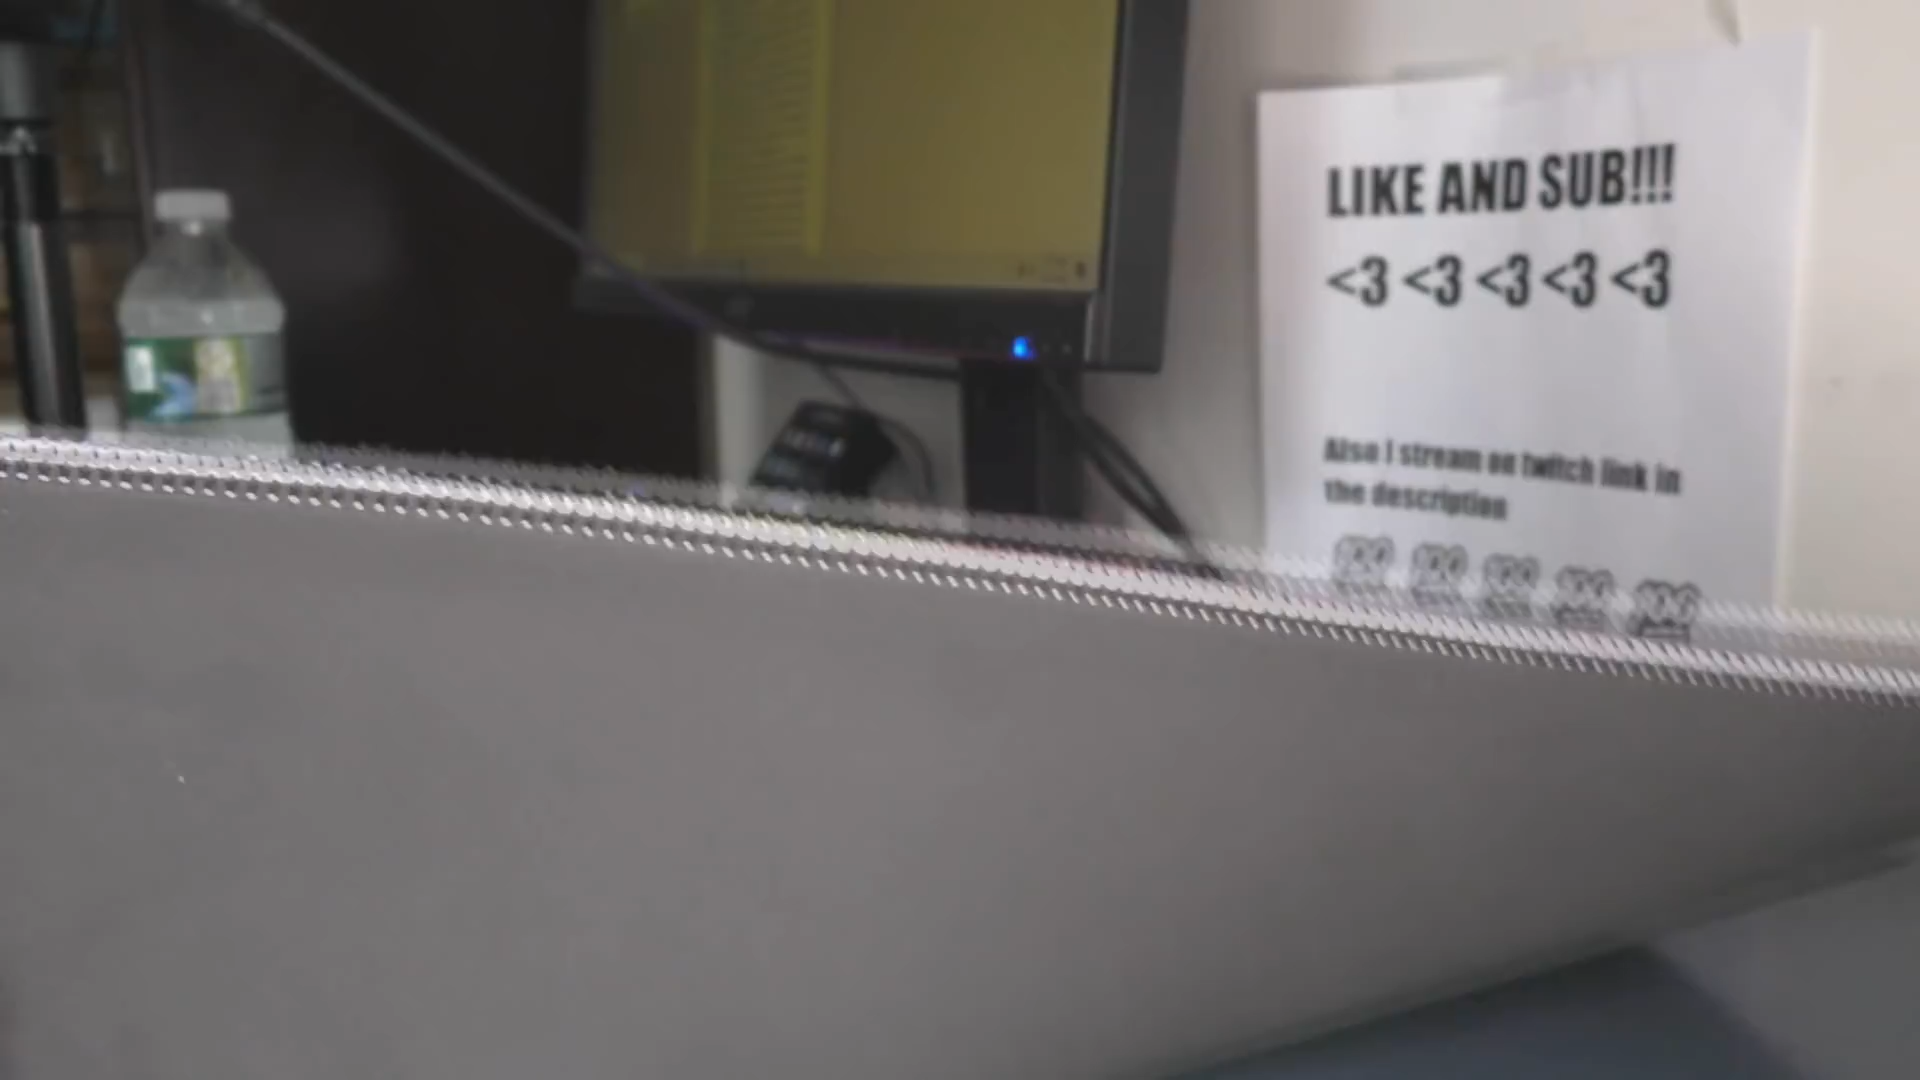 LIKE AND SUB!!!
<3 <3 <3 <3 <3
Also I stream on twitch link in
the description
💯 💯 💯 💯 💯